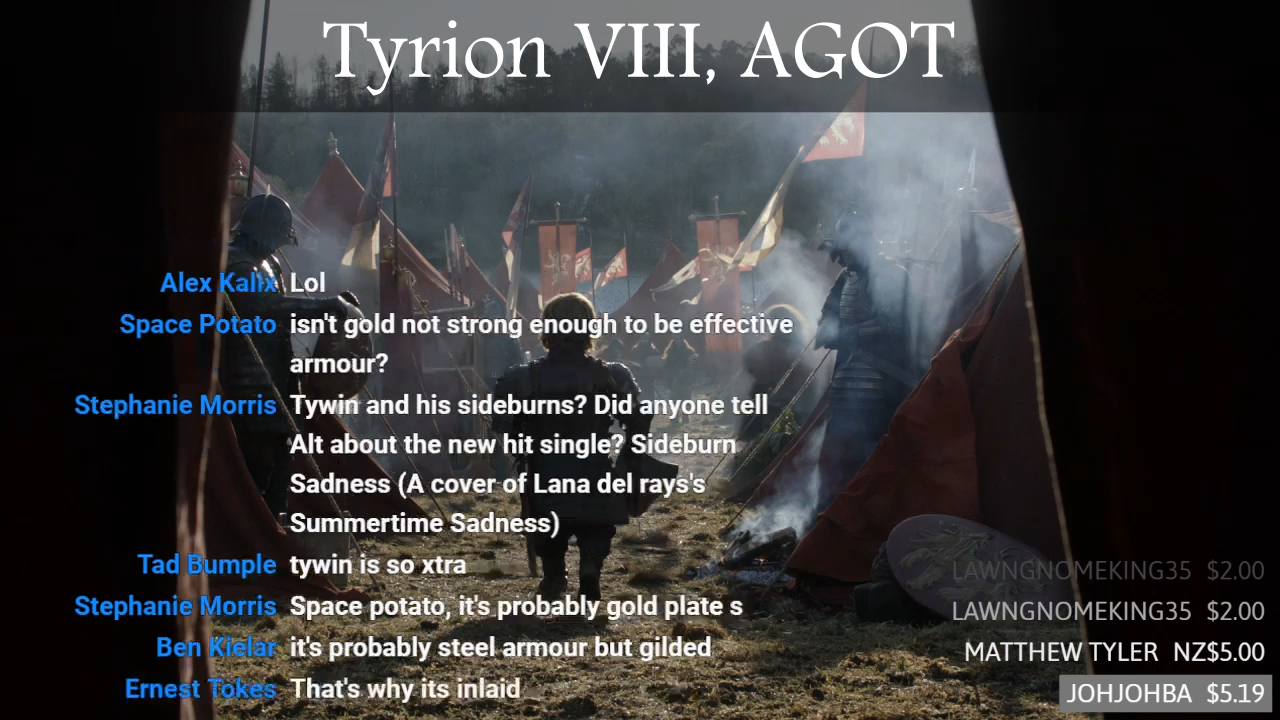 Tyrion VIII, AGOT
Alex Kalix Lol
Space Potato isn't gold not strong enough to be effective
armour?
Stephanie Morris Tywin and his sideburns? Did anyone tell
Alt about the new hit single? Sideburn
Sadness (A cover of Lana del rays's
Summertime Sadness)
Tad Bumple tywin is so xtra
Stephanie Morris Space potato, it's probably gold plate s
Ben Kielar it's probably steel armour but gilded
Ernest Tokes That's why its inlaid
LAWNGNOMEKING35 $2.00
LAWNGNOMEKING35 $2.00
MATTHEW TYLER NZ$5.00
JOHJOHBA $5.19